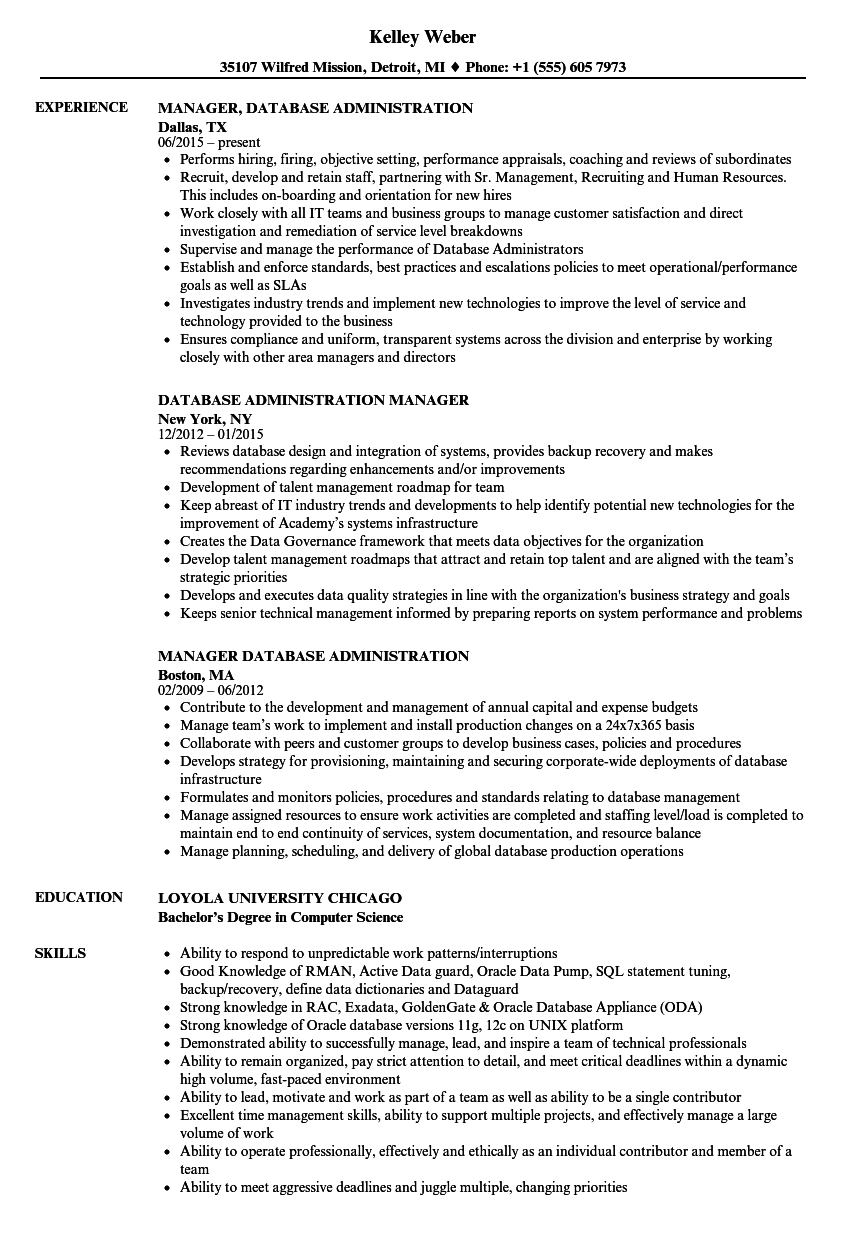 Kelley Weber
35107 Wilfred Mission, Detroit, MI ♦ Phone: +1 (555) 605 7973
EXPERIENCE
MANAGER, DATABASE ADMINISTRATION
Dallas, TX
06/2015 – present
• Performs hiring, firing, objective setting, performance appraisals, coaching and reviews of subordinates
• Recruit, develop and retain staff, partnering with Sr. Management, Recruiting and Human Resources.
This includes on-boarding and orientation for new hires
• Work closely with all IT teams and business groups to manage customer satisfaction and direct
investigation and remediation of service level breakdowns
• Supervise and manage the performance of Database Administrators
• Establish and enforce standards, best practices and escalations policies to meet operational/performance
goals as well as SLAs
• Investigates industry trends and implement new technologies to improve the level of service and
technology provided to the business
• Ensures compliance and uniform, transparent systems across the division and enterprise by working
closely with other area managers and directors
DATABASE ADMINISTRATION MANAGER
New York, NY
12/2012 – 01/2015
• Reviews database design and integration of systems, provides backup recovery and makes
recommendations regarding enhancements and/or improvements
• Development of talent management roadmap for team
• Keep abreast of IT industry trends and developments to help identify potential new technologies for the
improvement of Academy’s systems infrastructure
• Creates the Data Governance framework that meets data objectives for the organization
• Develop talent management roadmaps that attract and retain top talent and are aligned with the team’s
strategic priorities
• Develops and executes data quality strategies in line with the organization's business strategy and goals
• Keeps senior technical management informed by preparing reports on system performance and problems
MANAGER DATABASE ADMINISTRATION
Boston, MA
02/2009 – 06/2012
• Contribute to the development and management of annual capital and expense budgets
• Manage team’s work to implement and install production changes on a 24x7x365 basis
• Collaborate with peers and customer groups to develop business cases, policies and procedures
• Develops strategy for provisioning, maintaining and securing corporate-wide deployments of database
infrastructure
• Formulates and monitors policies, procedures and standards relating to database management
• Manage assigned resources to ensure work activities are completed and staffing level/load is completed to
maintain end to end continuity of services, system documentation, and resource balance
• Manage planning, scheduling, and delivery of global database production operations
EDUCATION
LOYOLA UNIVERSITY CHICAGO
Bachelor’s Degree in Computer Science
SKILLS
• Ability to respond to unpredictable work patterns/interruptions
• Good Knowledge of RMAN, Active Data guard, Oracle Data Pump, SQL statement tuning,
backup/recovery, define data dictionaries and Dataguard
• Strong knowledge in RAC, Exadata, GoldenGate & Oracle Database Appliance (ODA)
• Strong knowledge of Oracle database versions 11g, 12c on UNIX platform
• Demonstrated ability to successfully manage, lead, and inspire a team of technical professionals
• Ability to remain organized, pay strict attention to detail, and meet critical deadlines within a dynamic
high volume, fast-paced environment
• Ability to lead, motivate and work as part of a team as well as ability to be a single contributor
• Excellent time management skills, ability to support multiple projects, and effectively manage a large
volume of work
• Ability to operate professionally, effectively and ethically as an individual contributor and member of a
team
• Ability to meet aggressive deadlines and juggle multiple, changing priorities